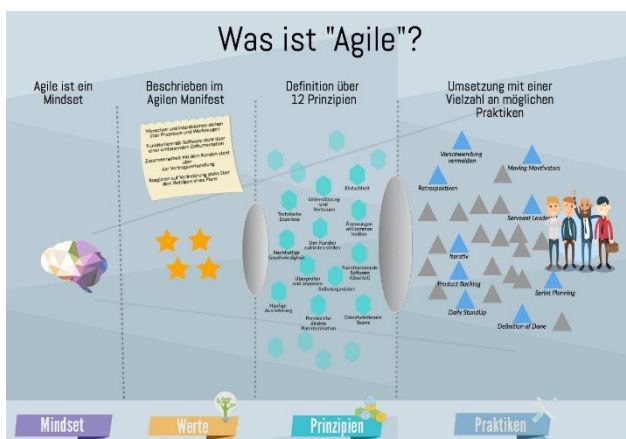 Was ist "Agile"?
Agile ist ein
Mindset
Beschrieben im
Agilen Manifest
Definition über
12 Prinzipien
Umsetzung mit einer
Vielzahl an möglichen
Praktiken
Menschen und Interaktionen stehen
über Prozessen und Werkzeugen
Funktionierende Software steht über
einer umfassenden Dokumentation
Zusammenarbeit mit dem Kunden steht
über
der Vertragsverhandlung
Reagieren auf Veränderung steht über
dem Befolgen eines Plans
Einfachheit
Unterstützung
und
Vertrauen
Technische
Exzellenz
Änderungen
willkommen
heißen
Den Kunden
zufrieden stellen
Nachhaltige
Geschwindigkeit
Funktionierende
Software
(Qualität)
Überprüfen
und anpassen
Selbstorganisiert
Häufige
Auslieferung
Persönliche
direkte
Kommunikation
Crossfunktionale
Teams
Verschwendung
vermeiden
Moving Motivators
Retrospektiven
Servant Leader
Iterativ
Product Backlog
Sprint Planning
Daily StandUp
Definition of Done
Mindset
Werte
Prinzipien
Praktiken